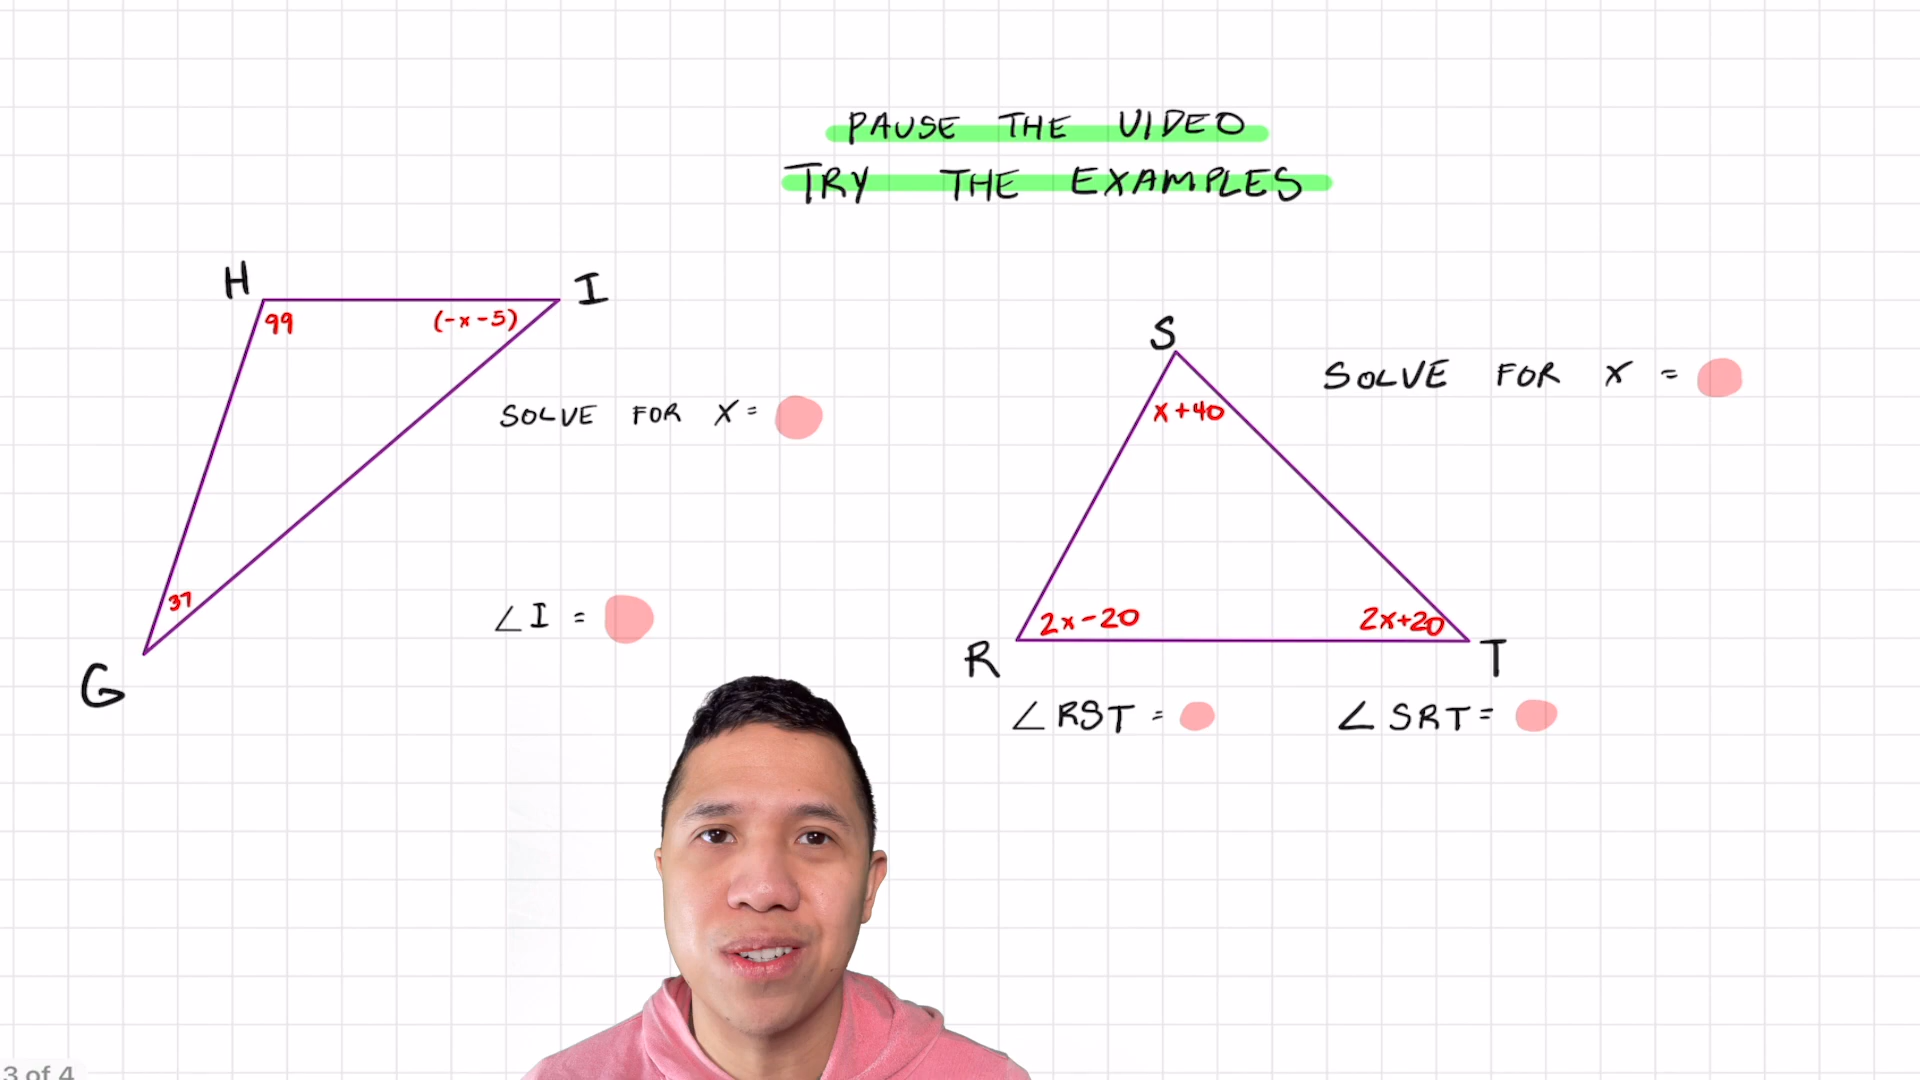 PAUSE THE VIDEO
TRY THE EXAMPLES
H
I
99
(-x-5)
S
SOLVE FOR X =
x+40
SOLVE FOR X=
37
∠I =
2x-20
2x+20
G
R
T
∠RST =
∠SRT =
3 of 4